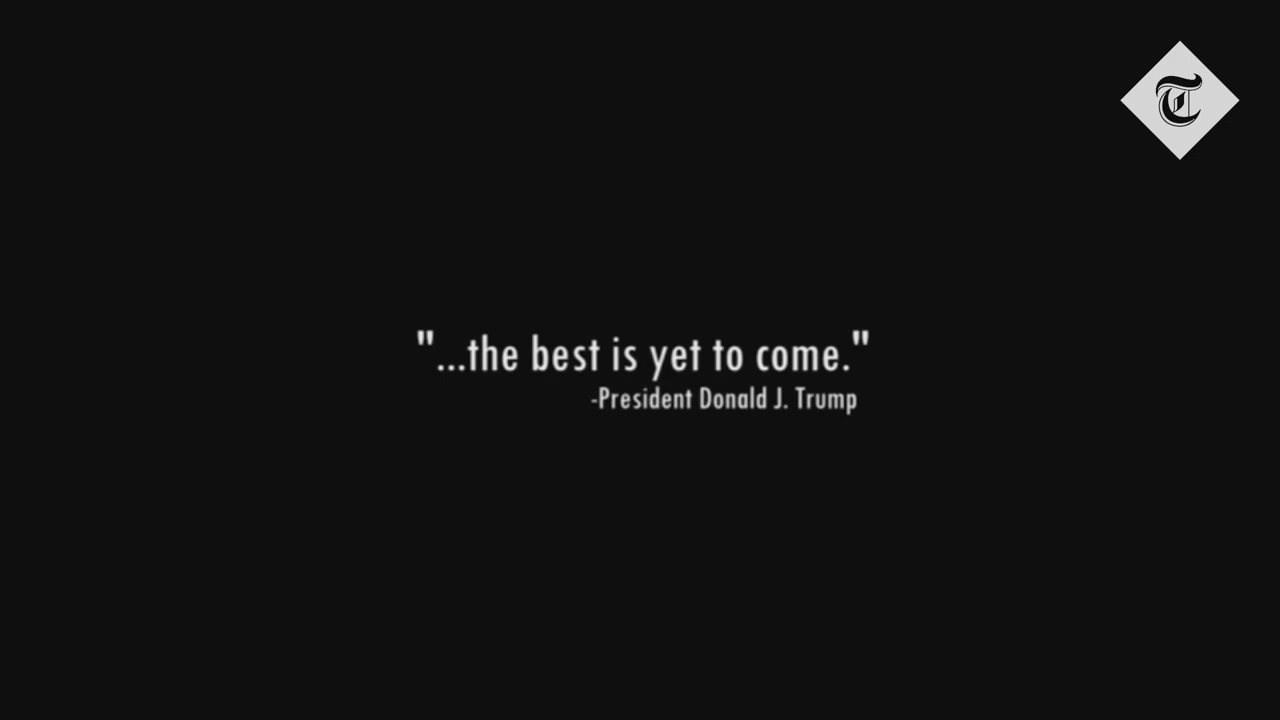 T
"...the best is yet to come."
-President Donald J. Trump